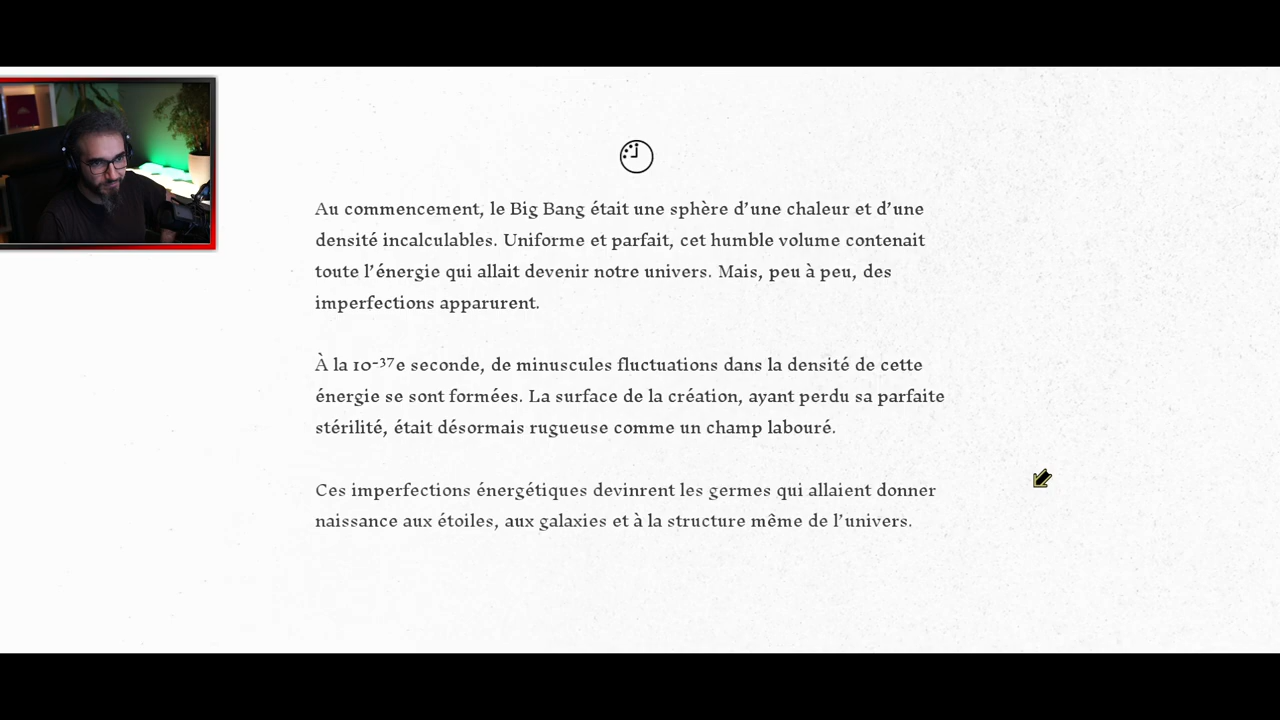 Au commencement, le Big Bang était une sphère d’une chaleur et d’une
densité incalculables. Uniforme et parfait, cet humble volume contenait
toute l’énergie qui allait devenir notre univers. Mais, peu à peu, des
imperfections apparurent.
À la 10⁻³⁷e seconde, de minuscules fluctuations dans la densité de cette
énergie se sont formées. La surface de la création, ayant perdu sa parfaite
stérilité, était désormais rugueuse comme un champ labouré.
Ces imperfections énergétiques devinrent les germes qui allaient donner
naissance aux étoiles, aux galaxies et à la structure même de l’univers.